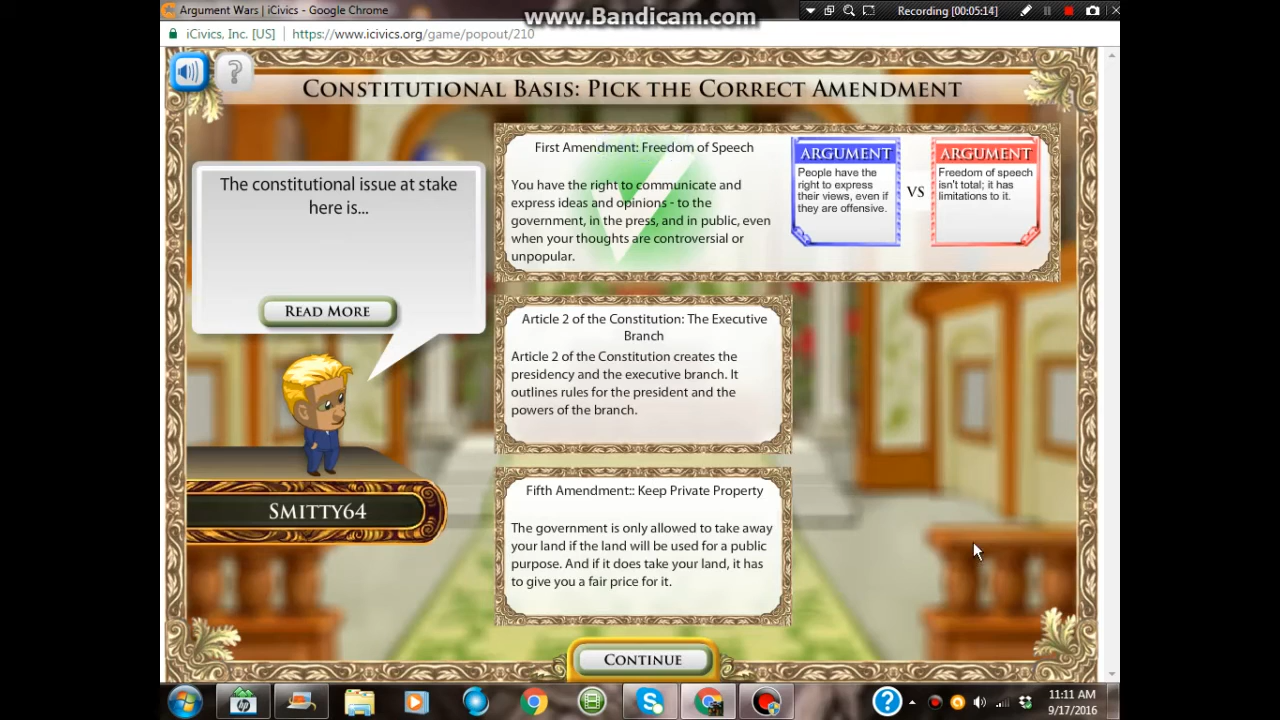 Argument Wars | iCivics - Google Chrome
www.Bandicam.com
Recording [00:05:14]
iCivics, Inc. [US]
https://www.icivics.org/game/popout/210
?
Constitutional Basis: Pick the Correct Amendment
The constitutional issue at stake
here is...
Read More
Smitty64
First Amendment: Freedom of Speech
You have the right to communicate and
express ideas and opinions - to the
government, in the press, and in public, even
when your thoughts are controversial or
unpopular.
Argument
People have the
right to express
their views, even if
they are offensive.
vs
Argument
Freedom of speech
isn't total; it has
limitations to it.
Article 2 of the Constitution: The Executive
Branch
Article 2 of the Constitution creates the
presidency and the executive branch. It
outlines rules for the president and the
powers of the branch.
Fifth Amendment:: Keep Private Property
The government is only allowed to take away
your land if the land will be used for a public
purpose. And if it does take your land, it has
to give you a fair price for it.
Continue
11:11 AM
9/17/2016